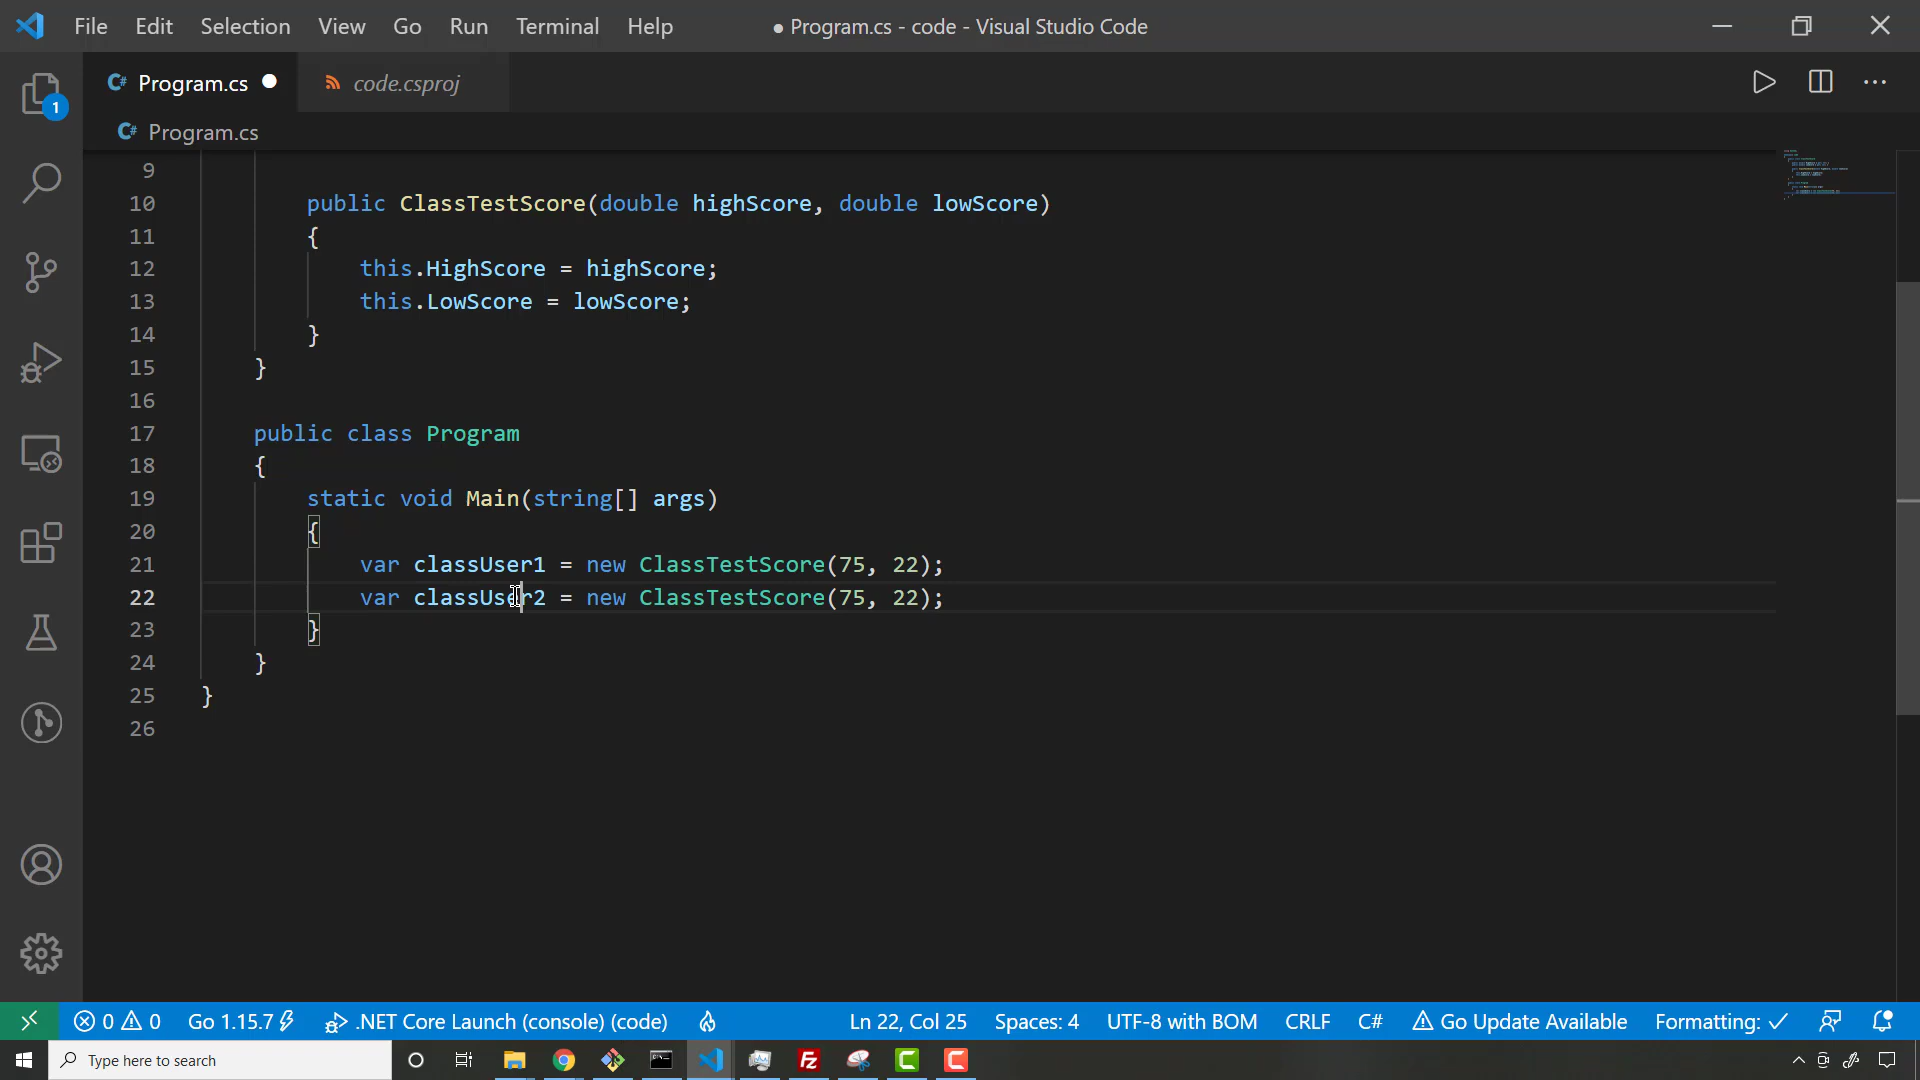 File Edit Selection View Go Run Terminal Help ● Program.cs - code - Visual Studio Code
C# Program.cs ● code.csproj
1
C# Program.cs
9
10 public ClassTestScore(double highScore, double lowScore)
11 {
12 this.HighScore = highScore;
13 this.LowScore = lowScore;
14 }
15 }
16
17 public class Program
18 {
19 static void Main(string[] args)
20 {
21 var classUser1 = new ClassTestScore(75, 22);
22 var classUser2 = new ClassTestScore(75, 22);
23 }
24 }
25 }
26
0 0 Go 1.15.7 .NET Core Launch (console) (code) Ln 22, Col 25 Spaces: 4 UTF-8 with BOM CRLF C# Go Update Available Formatting: ✓
Type here to search